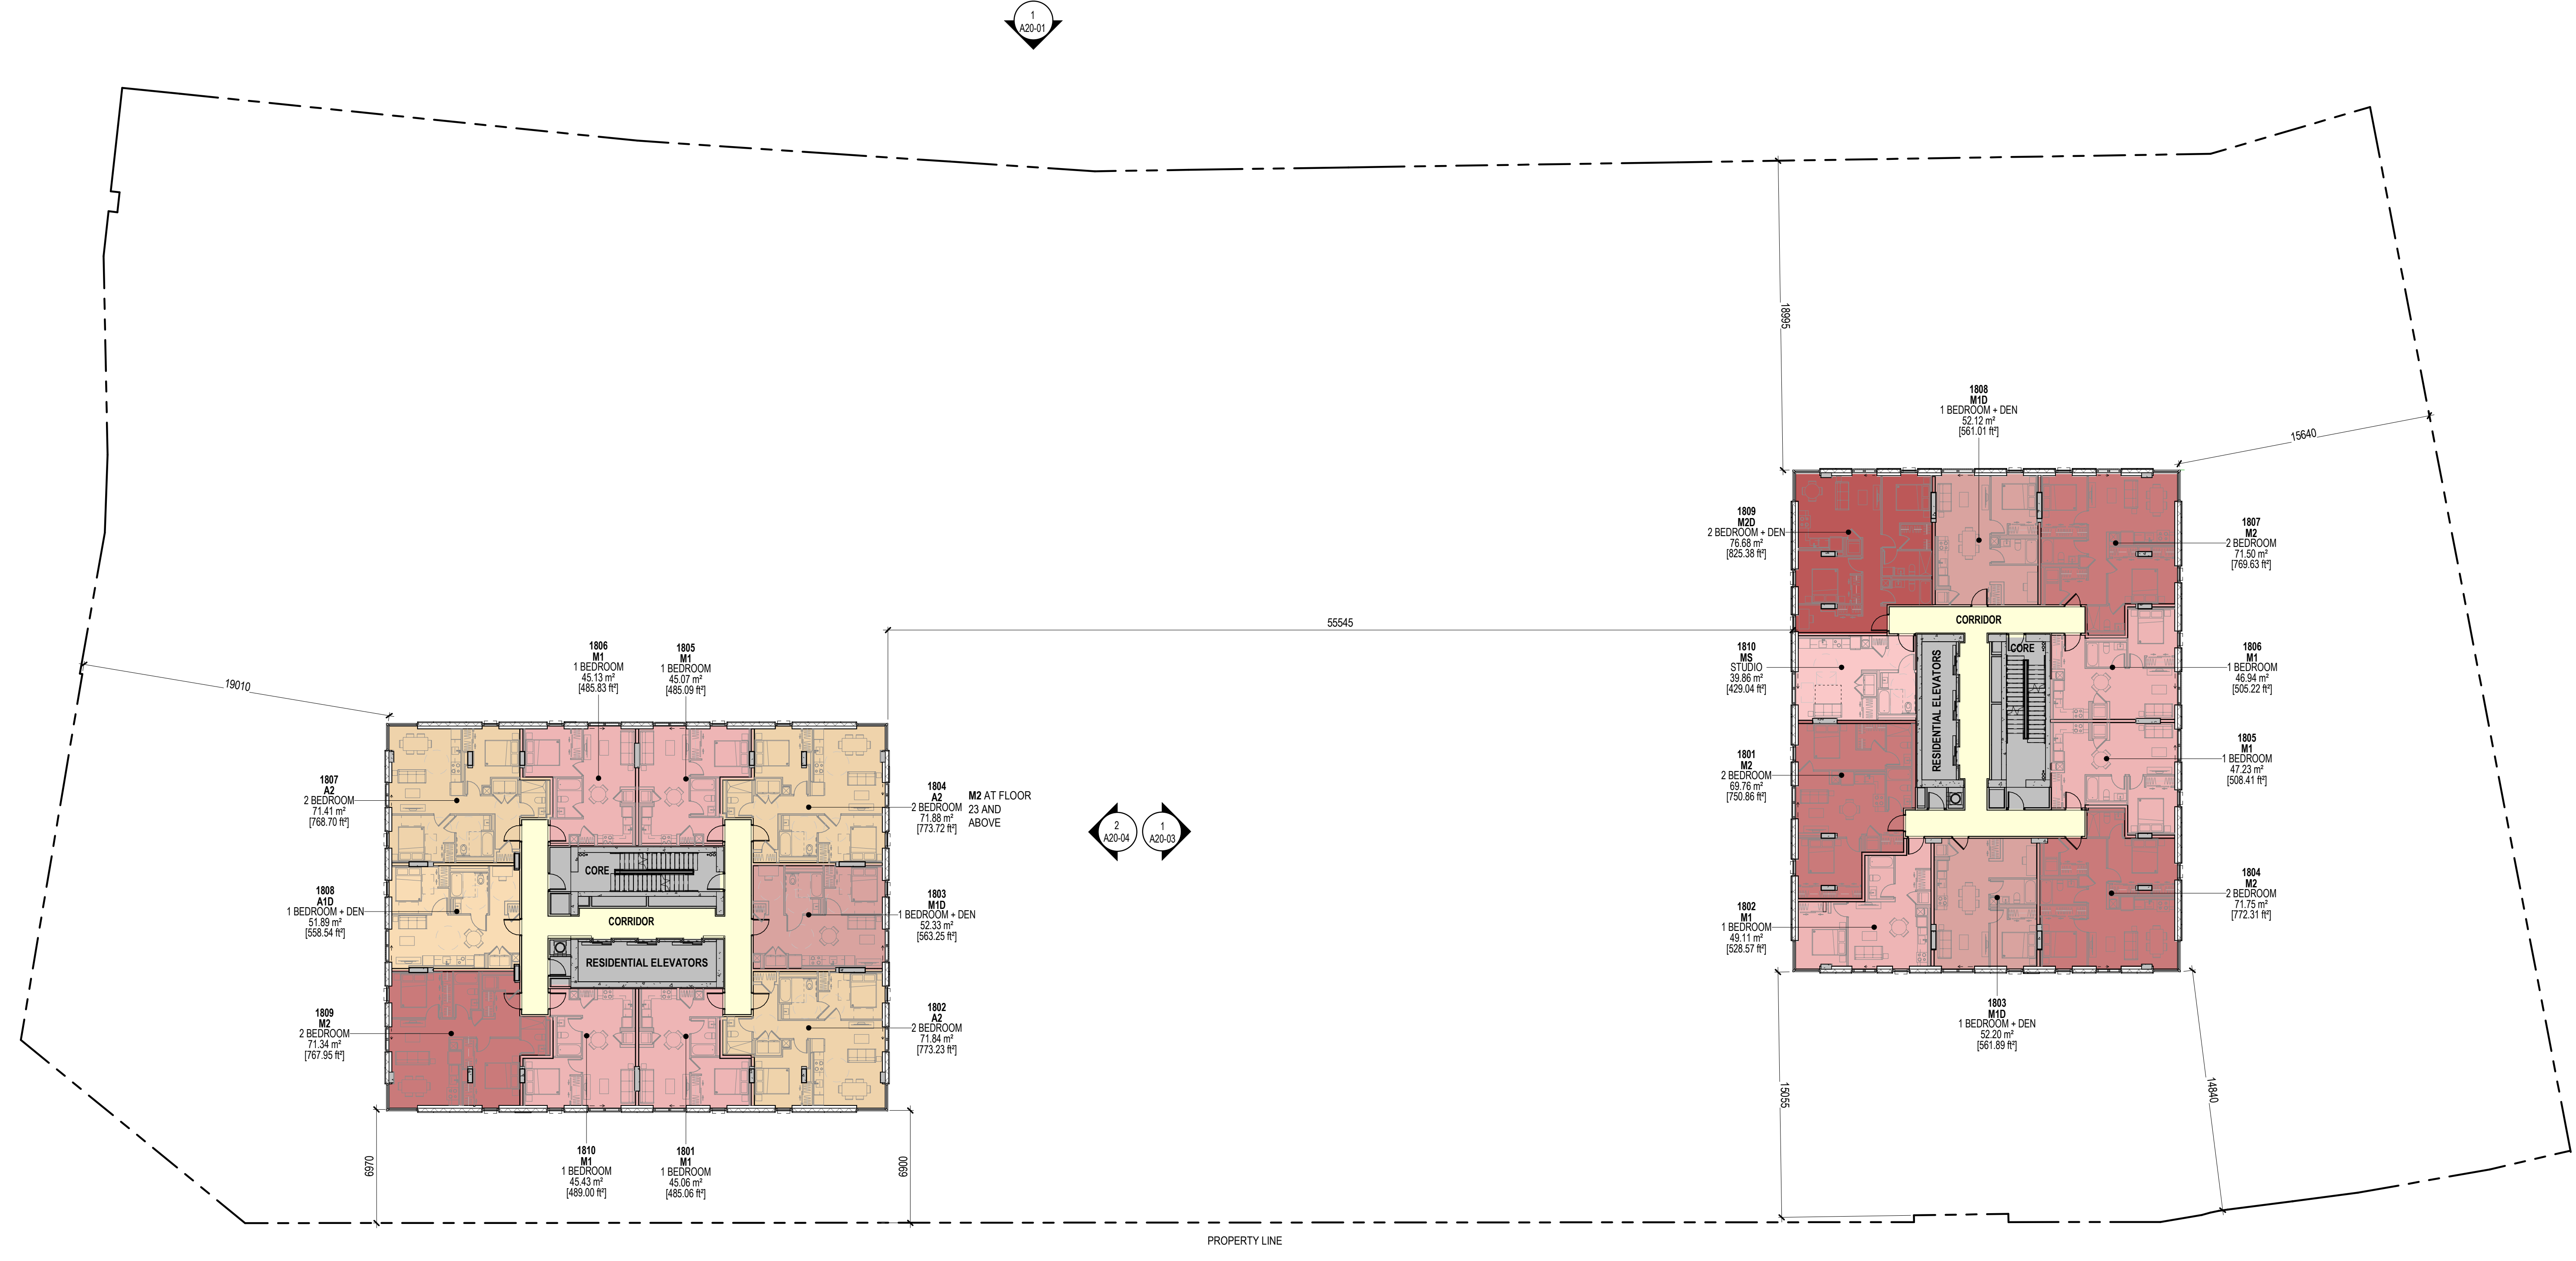 1
A20-01
18995
15640
1808
M1D
1 BEDROOM + DEN
52.12 m²
[561.01 ft²]
1809
M2D
2 BEDROOM + DEN
76.68 m²
[825.38 ft²]
1807
M2
2 BEDROOM
71.50 m²
[769.63 ft²]
CORRIDOR
CORE
RESIDENTIAL ELEVATORS
1810
MS
STUDIO
39.86 m²
[429.04 ft²]
1806
M1
1 BEDROOM
46.94 m²
[505.22 ft²]
1801
M2
2 BEDROOM
69.76 m²
[750.86 ft²]
1805
M1
1 BEDROOM
47.23 m²
[508.41 ft²]
1802
M1
1 BEDROOM
49.11 m²
[528.57 ft²]
1804
M2
2 BEDROOM
71.75 m²
[772.31 ft²]
1803
M1D
1 BEDROOM + DEN
52.20 m²
[561.89 ft²]
15055
14840
55545
19010
1806
M1
1 BEDROOM
45.13 m²
[485.83 ft²]
1805
M1
1 BEDROOM
45.07 m²
[485.09 ft²]
1807
A2
2 BEDROOM
71.41 m²
[768.70 ft²]
1804
A2
2 BEDROOM
71.88 m²
[773.72 ft²]
M2 AT FLOOR
23 AND
ABOVE
2
A20-04
1
A20-03
CORE
CORRIDOR
RESIDENTIAL ELEVATORS
1808
A1D
1 BEDROOM + DEN
51.89 m²
[558.54 ft²]
1803
M1D
1 BEDROOM + DEN
52.33 m²
[563.25 ft²]
1809
M2
2 BEDROOM
71.34 m²
[767.95 ft²]
1802
A2
2 BEDROOM
71.84 m²
[773.23 ft²]
1810
M1
1 BEDROOM
45.43 m²
[489.00 ft²]
1801
M1
1 BEDROOM
45.06 m²
[485.06 ft²]
6970
6900
PROPERTY LINE